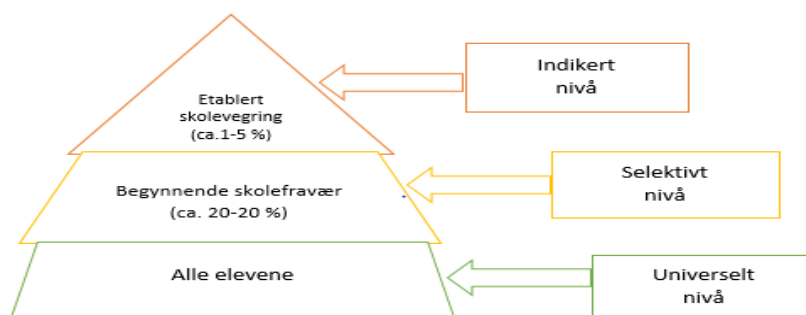 Etablert
skolevegring
(ca.1-5 %)
Indikert
nivå
Begynnende skolefravær
(ca. 20-20 %)
Selektivt
nivå
Alle elevene
Universelt
nivå